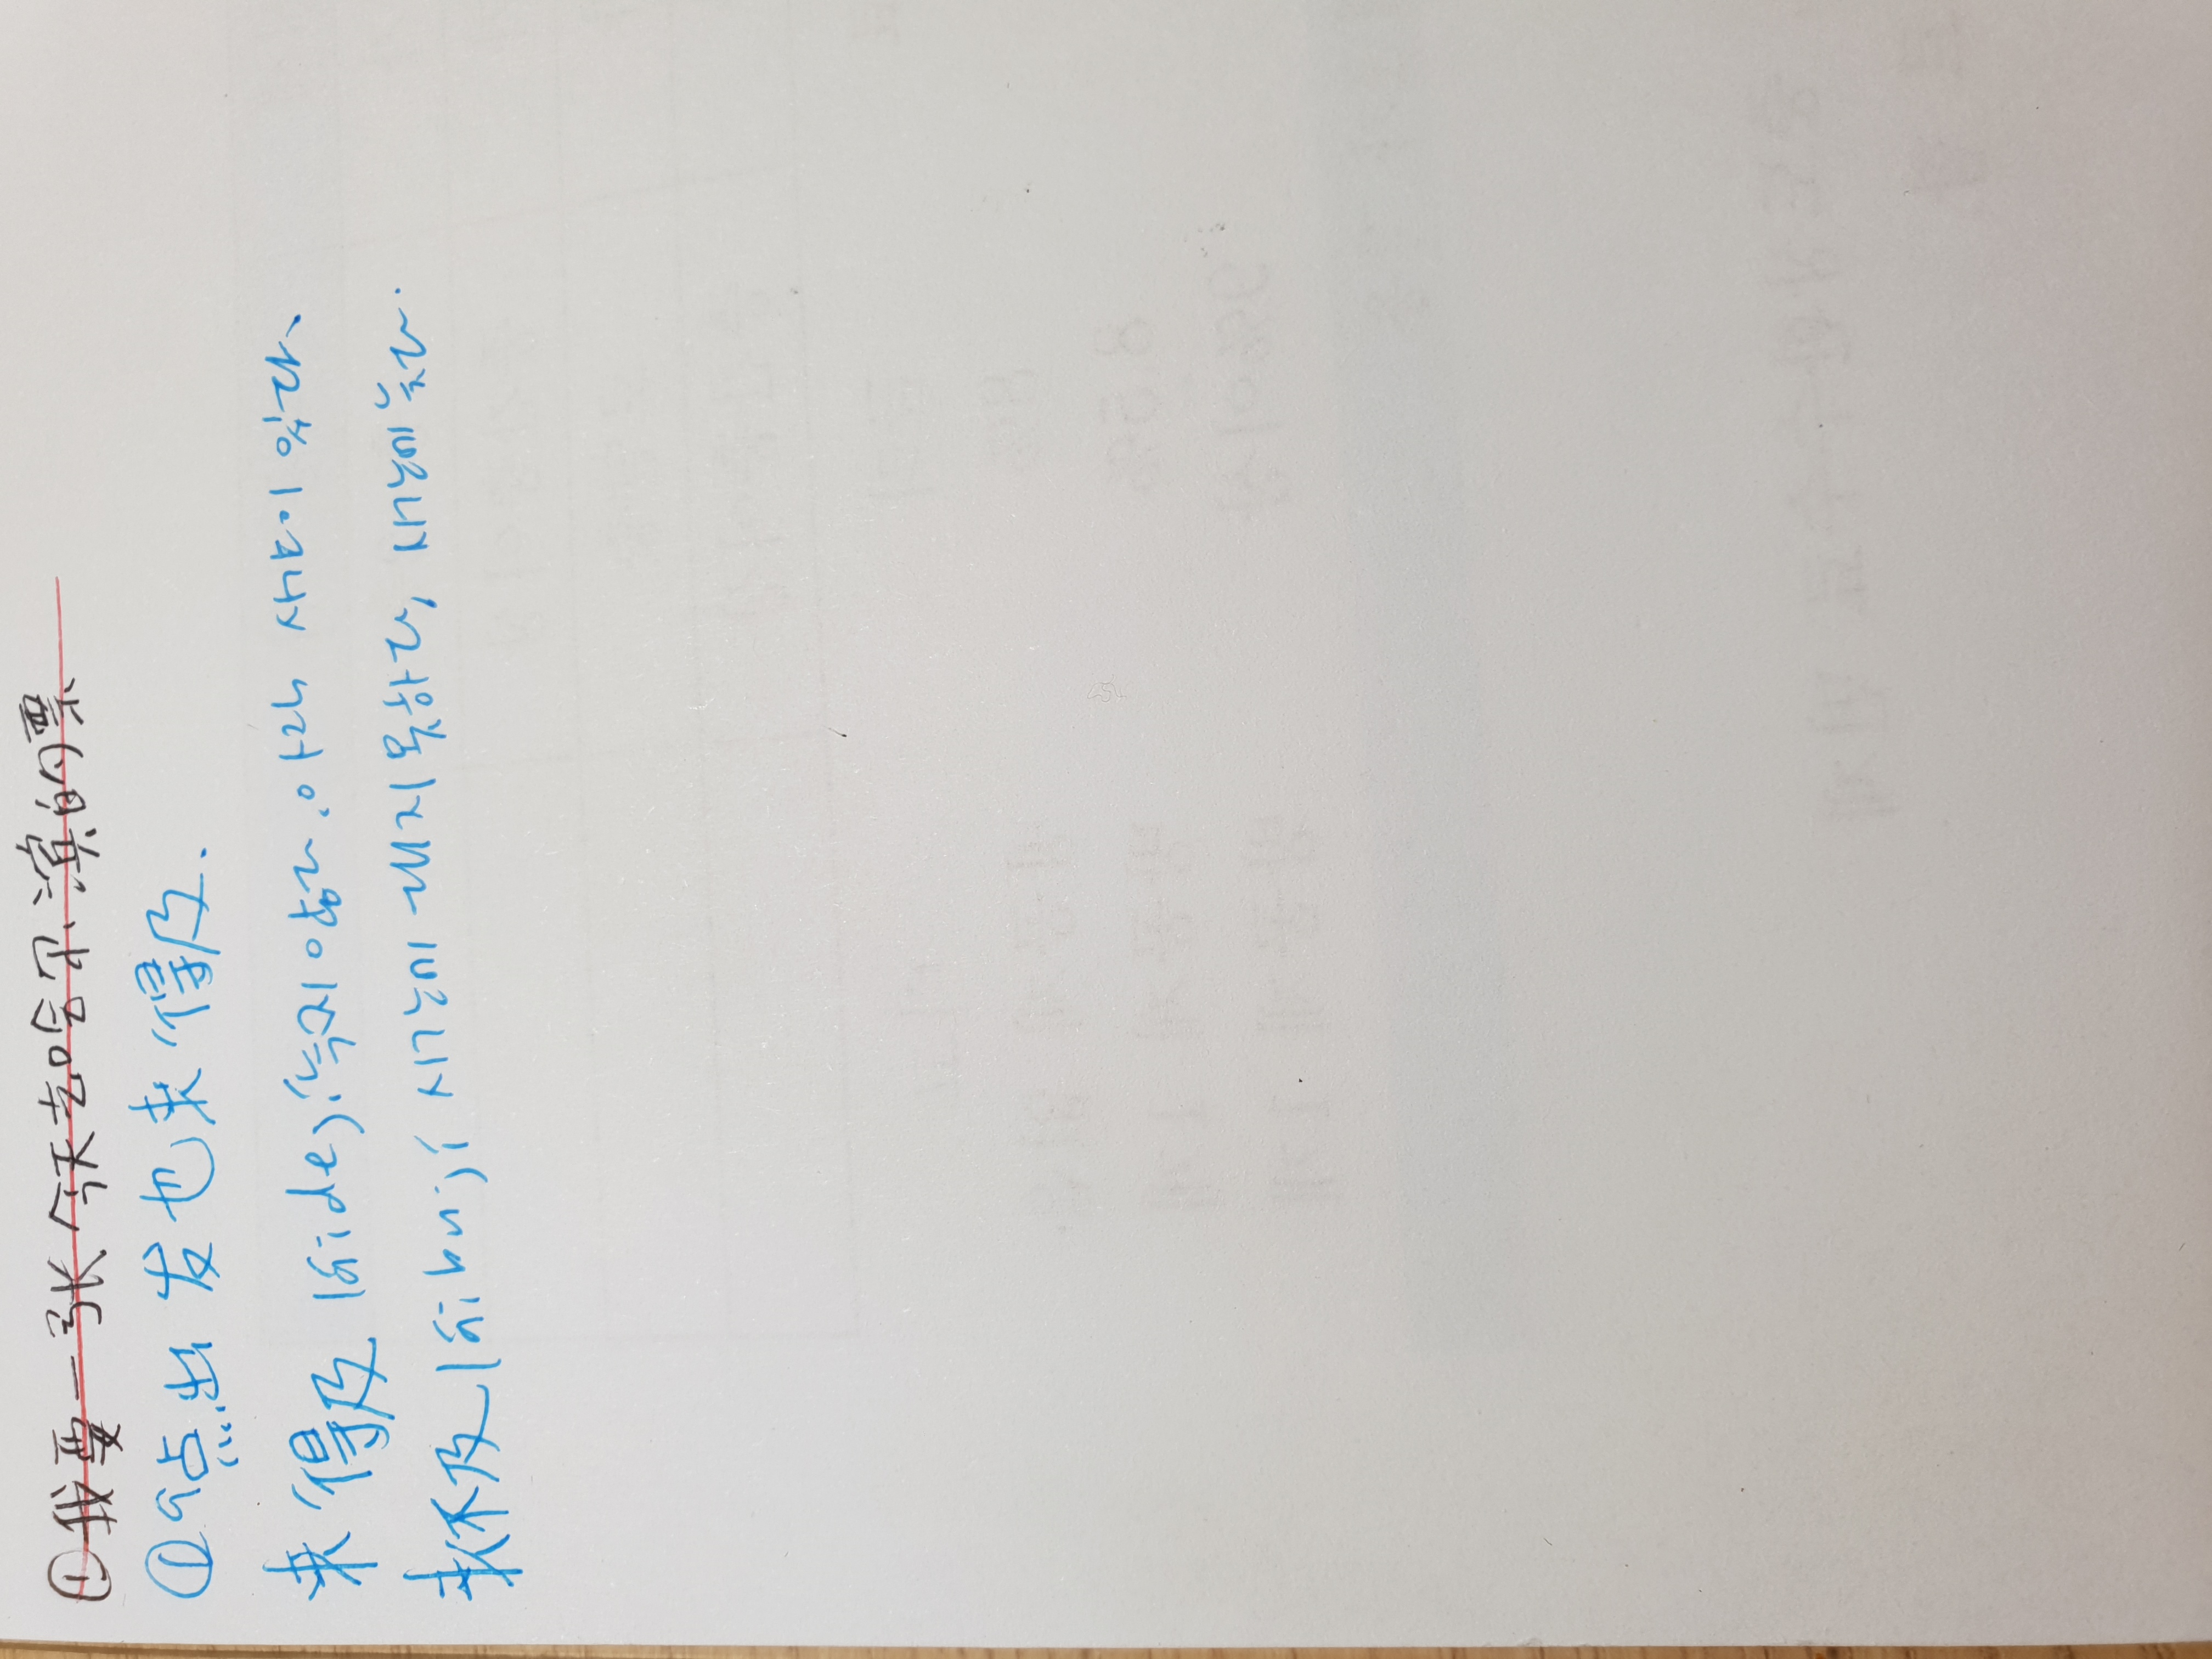 ①我要一张今天去哈尔滨的票
①9点出发也来得及.
来得及 láidejí 늦지 않다. 아직 시간이 있다.
来不及 láibují 시간에 대지 못하다, 시간에 늦다.